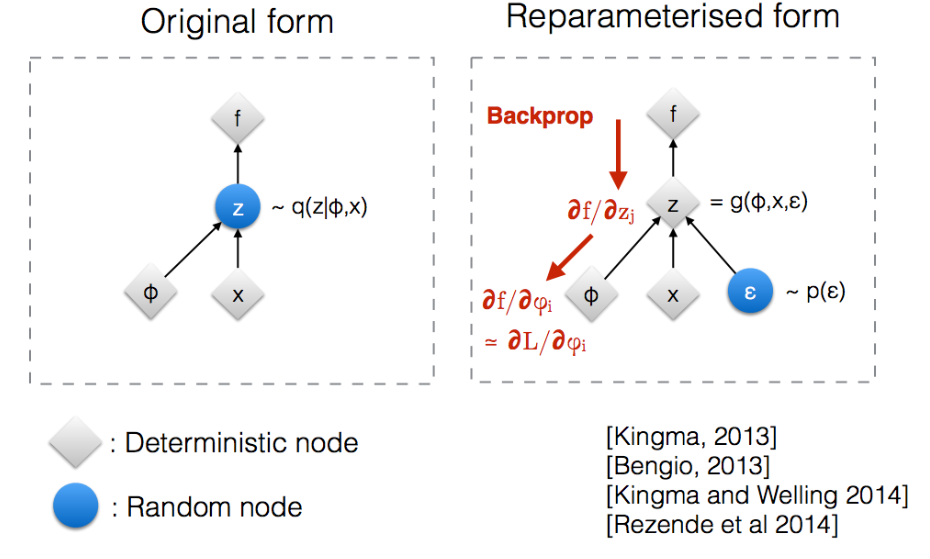 Original form
f
z
~ q(z|ϕ,x)
ϕ
x
Reparameterised form
Backprop
f
∂f/∂zⱼ
z
= g(ϕ,x,ε)
∂f/∂φᵢ
≃ ∂L/∂φᵢ
ϕ
x
ε
~ p(ε)
: Deterministic node
: Random node
[Kingma, 2013]
[Bengio, 2013]
[Kingma and Welling 2014]
[Rezende et al 2014]